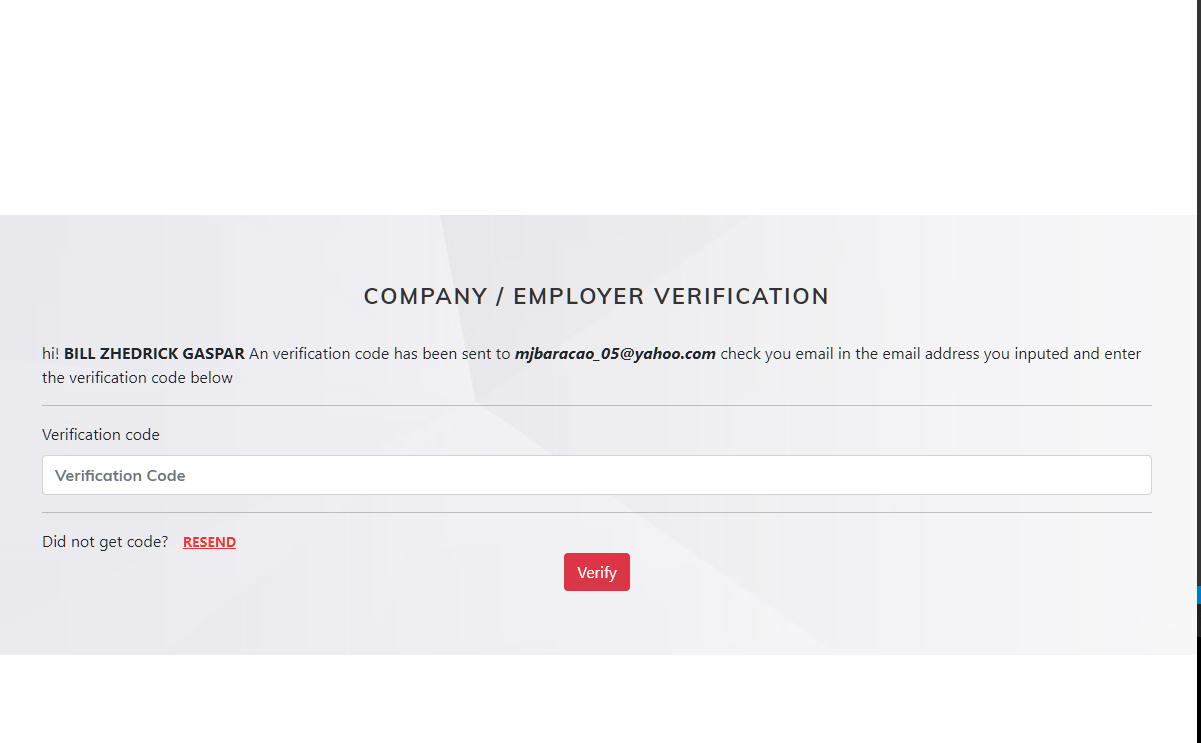 COMPANY / EMPLOYER VERIFICATION
hi! BILL ZHEDRICK GASPAR An verification code has been sent to mjbaracao_05@yahoo.com check you email in the email address you inputed and enter
the verification code below
Verification code
Verification Code
Did not get code? RESEND
Verify